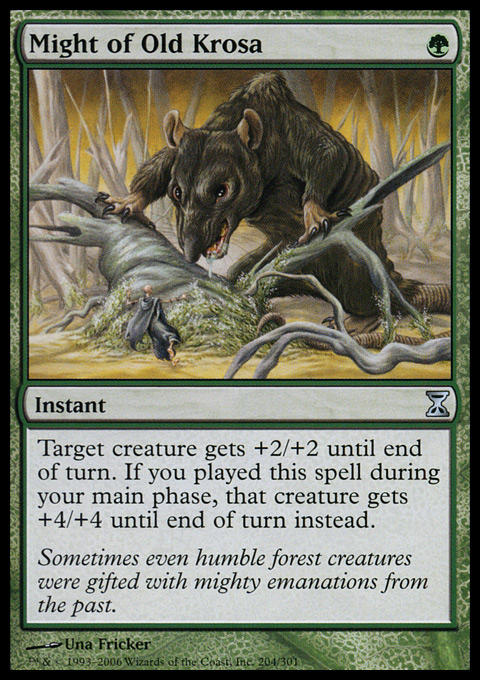 Might of Old Krosa
Instant
Target creature gets +2/+2 until end
of turn. If you played this spell during
your main phase, that creature gets
+4/+4 until end of turn instead.
Sometimes even humble forest creatures
were gifted with mighty emanations from
the past.
Una Fricker
™ & © 1993-2006 Wizards of the Coast, Inc. 204/301